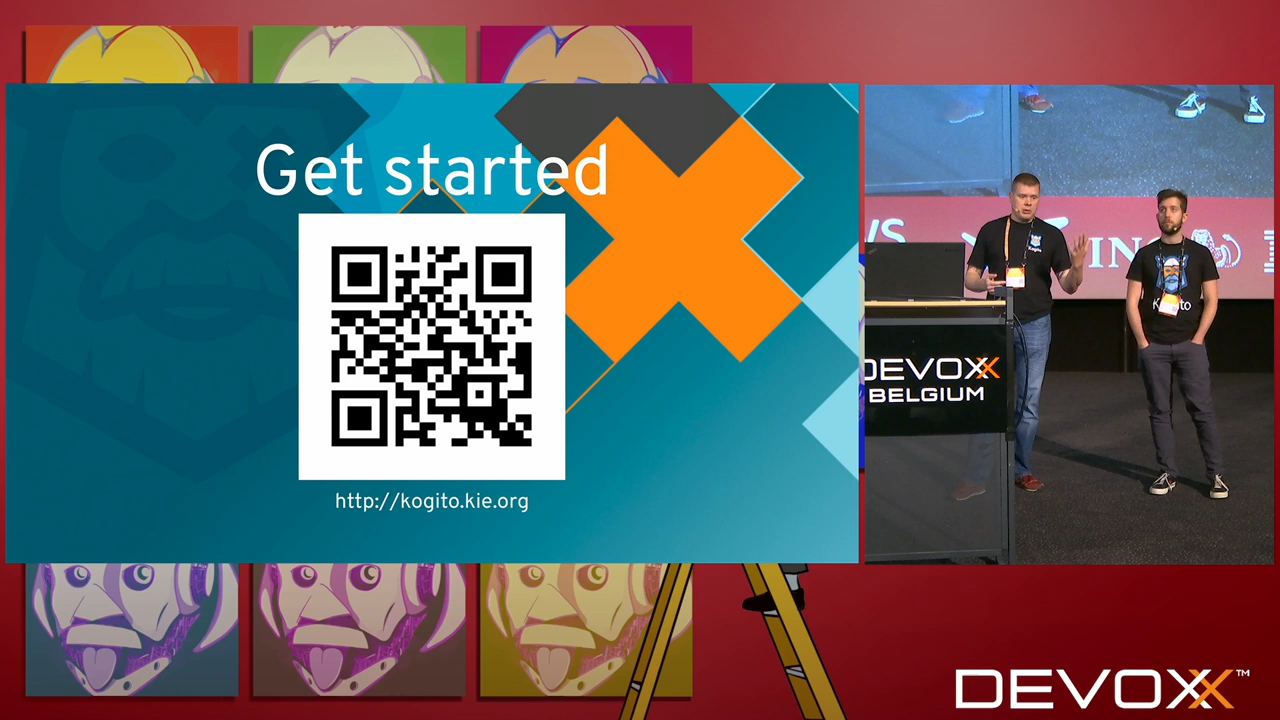 Get started
http://kogito.kie.org
DEVOXX
BELGIUM
Kogito
DEVOXX™